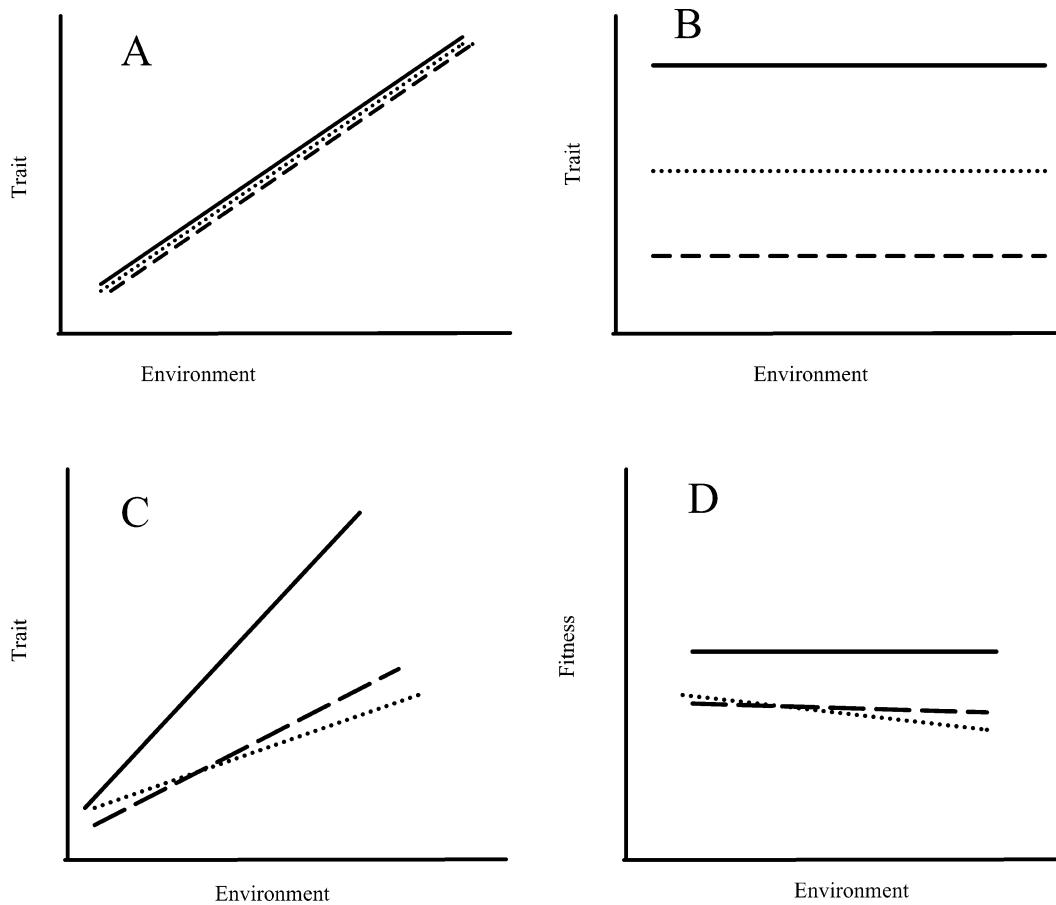 A
Trait
Environment
B
Trait
Environment
C
Trait
Environment
D
Fitness
Environment